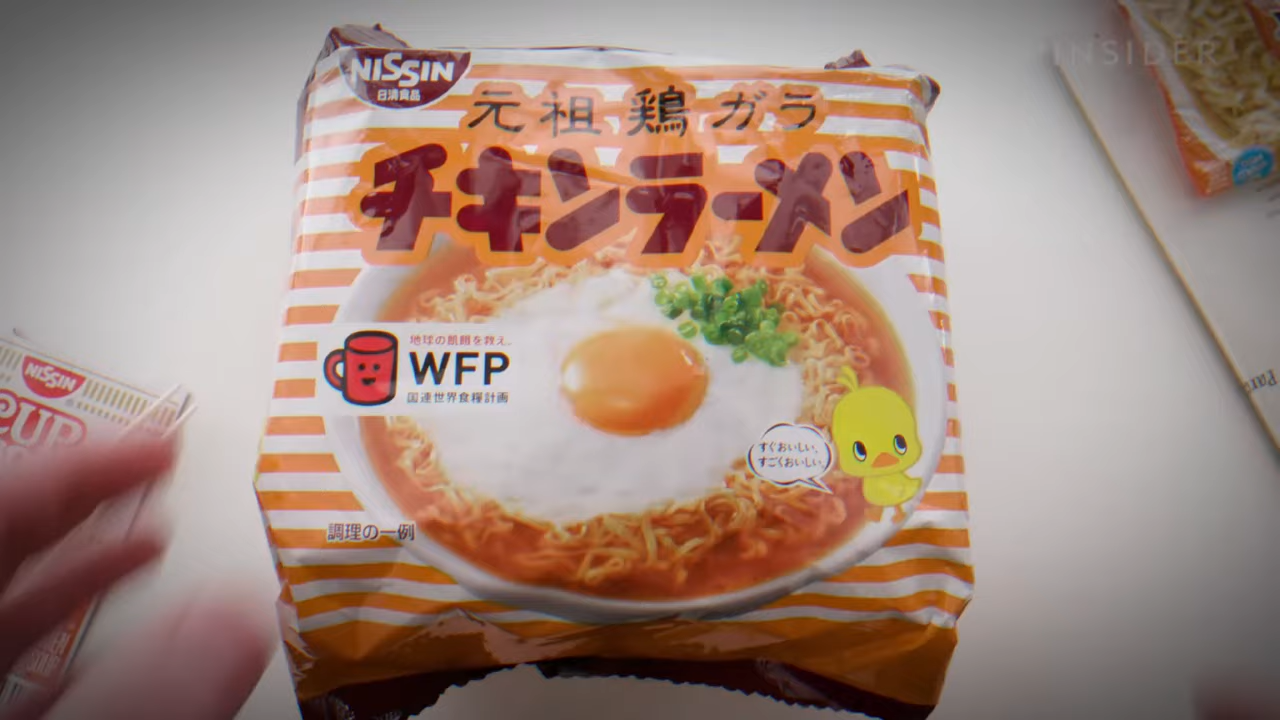 NISSIN
日清食品
元祖鶏ガラ
チキンラーメン
地球の飢餓を救え。
WFP
国連世界食糧計画
すぐおいしい、
すごくおいしい。
調理の一例
INSIDER
NISSIN
CUP